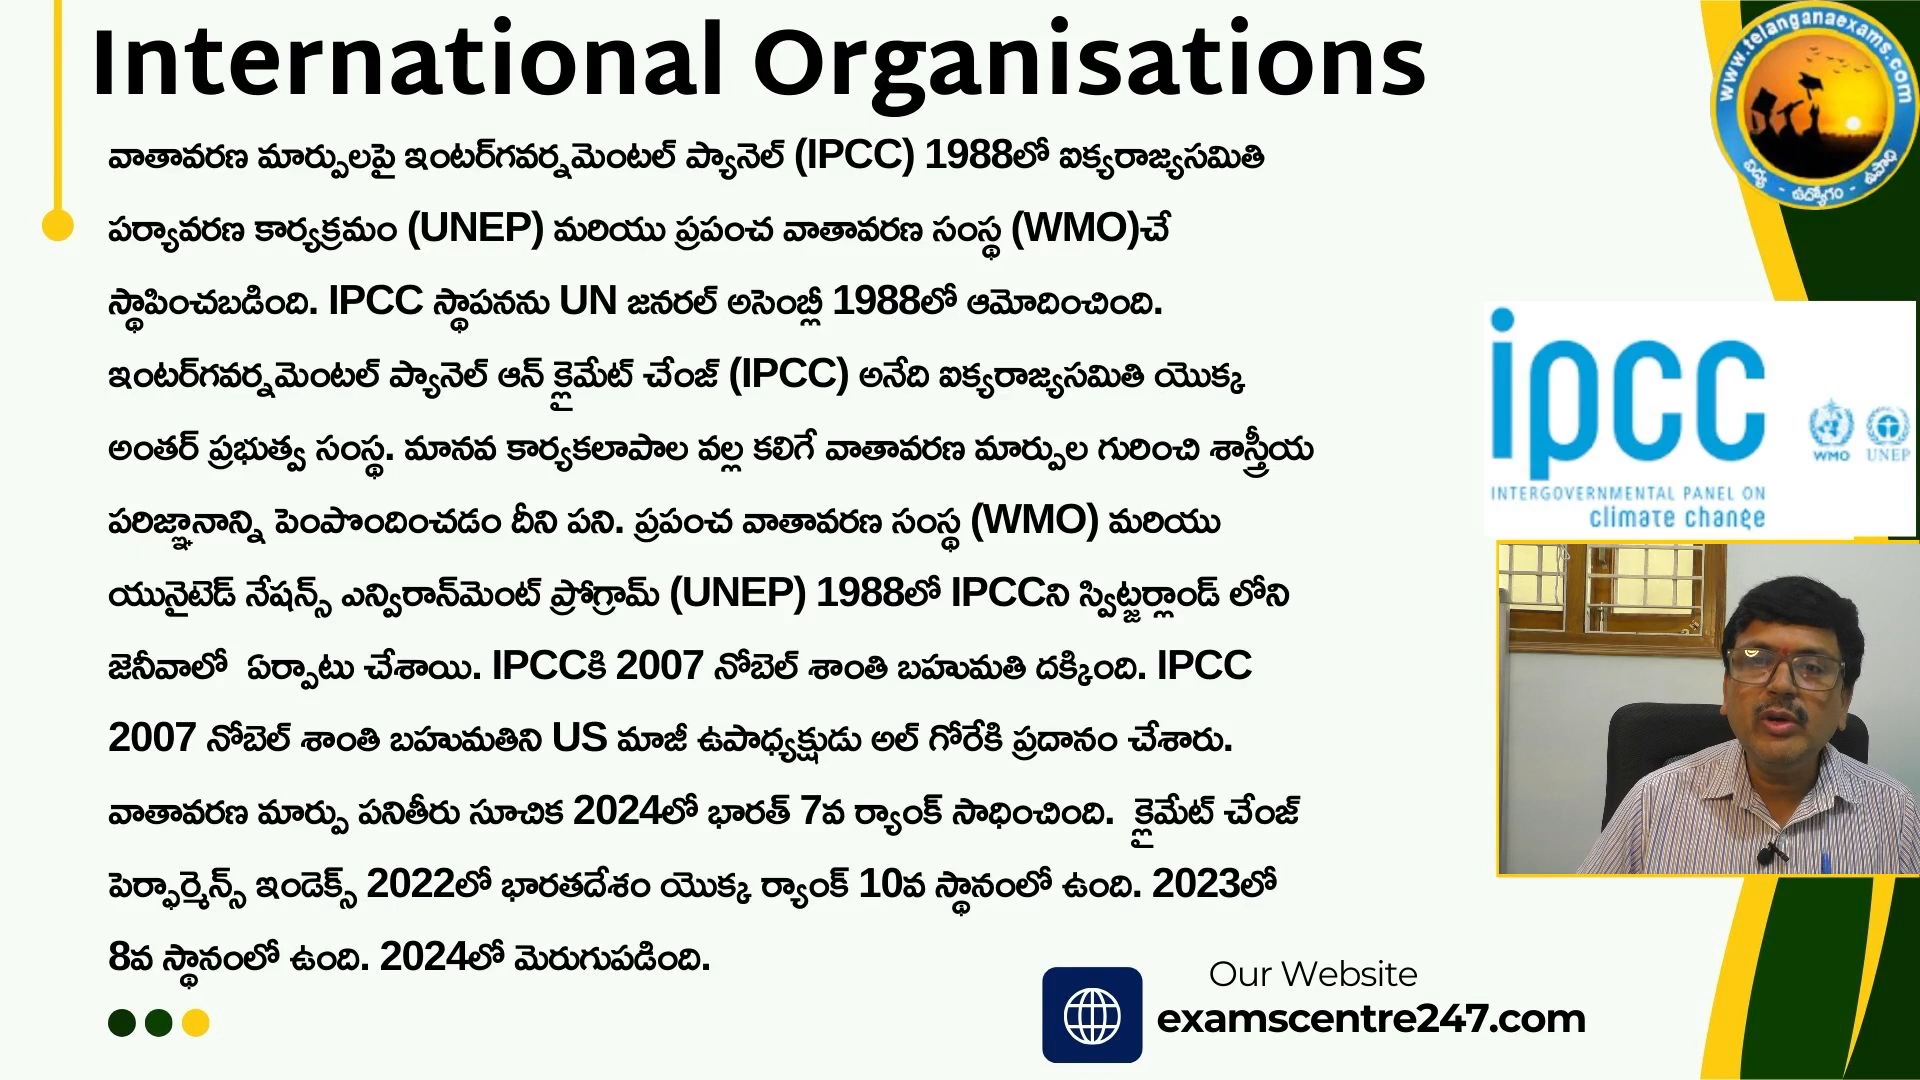 International Organisations
www.telanganaexams.com
విద్య - ఉద్యోగం - ఉపాధి
వాతావరణ మార్పులపై ఇంటర్‌గవర్నమెంటల్ ప్యానెల్ (IPCC) 1988లో ఐక్యరాజ్యసమితి
పర్యావరణ కార్యక్రమం (UNEP) మరియు ప్రపంచ వాతావరణ సంస్థ (WMO)చే
స్థాపించబడింది. IPCC స్థాపనను UN జనరల్ అసెంబ్లీ 1988లో ఆమోదించింది.
ఇంటర్‌గవర్నమెంటల్ ప్యానెల్ ఆన్ క్లైమేట్ చేంజ్ (IPCC) అనేది ఐక్యరాజ్యసమితి యొక్క
అంతర్ ప్రభుత్వ సంస్థ. మానవ కార్యకలాపాల వల్ల కలిగే వాతావరణ మార్పుల గురించి శాస్త్రీయ
పరిజ్ఞానాన్ని పెంపొందించడం దీని పని. ప్రపంచ వాతావరణ సంస్థ (WMO) మరియు
యునైటెడ్ నేషన్స్ ఎన్విరాన్‌మెంట్ ప్రోగ్రామ్ (UNEP) 1988లో IPCCని స్విట్జర్లాండ్ లోని
జెనీవాలో ఏర్పాటు చేశాయి. IPCCకి 2007 నోబెల్ శాంతి బహుమతి దక్కింది. IPCC
2007 నోబెల్ శాంతి బహుమతిని US మాజీ ఉపాధ్యక్షుడు అల్ గోరేకి ప్రదానం చేశారు.
వాతావరణ మార్పు పనితీరు సూచిక 2024లో భారత్ 7వ ర్యాంక్ సాధించింది. క్లైమేట్ చేంజ్
పెర్ఫార్మెన్స్ ఇండెక్స్ 2022లో భారతదేశం యొక్క ర్యాంక్ 10వ స్థానంలో ఉంది. 2023లో
8వ స్థానంలో ఉంది. 2024లో మెరుగుపడింది.
ipcc
WMO UNEP
INTERGOVERNMENTAL PANEL ON
climate change
Our Website
examscentre247.com